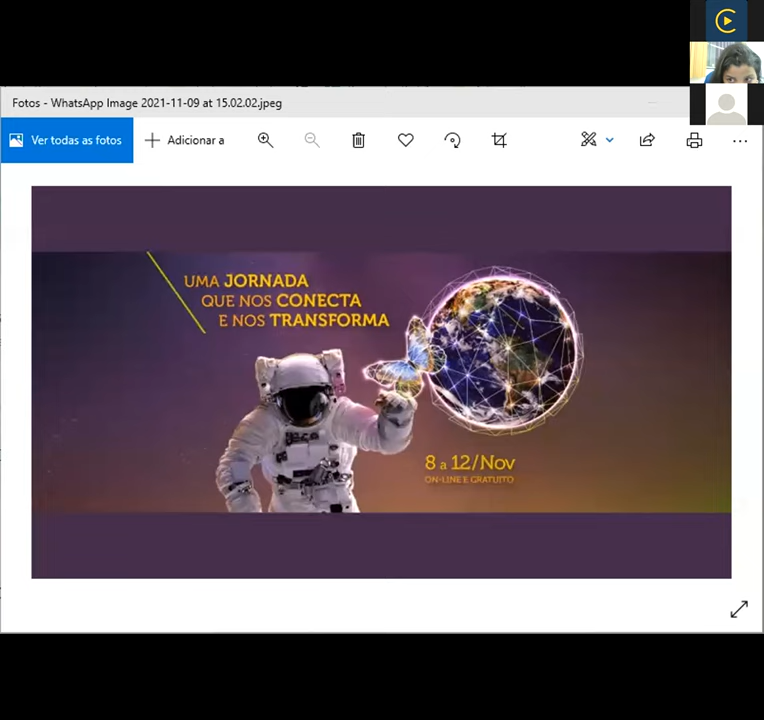 Fotos - WhatsApp Image 2021-11-09 at 15.02.02.jpeg
Ver todas as fotos
Adicionar a
UMA JORNADA
QUE NOS CONECTA
E NOS TRANSFORMA
8 a 12/Nov
ON-LINE E GRATUITO